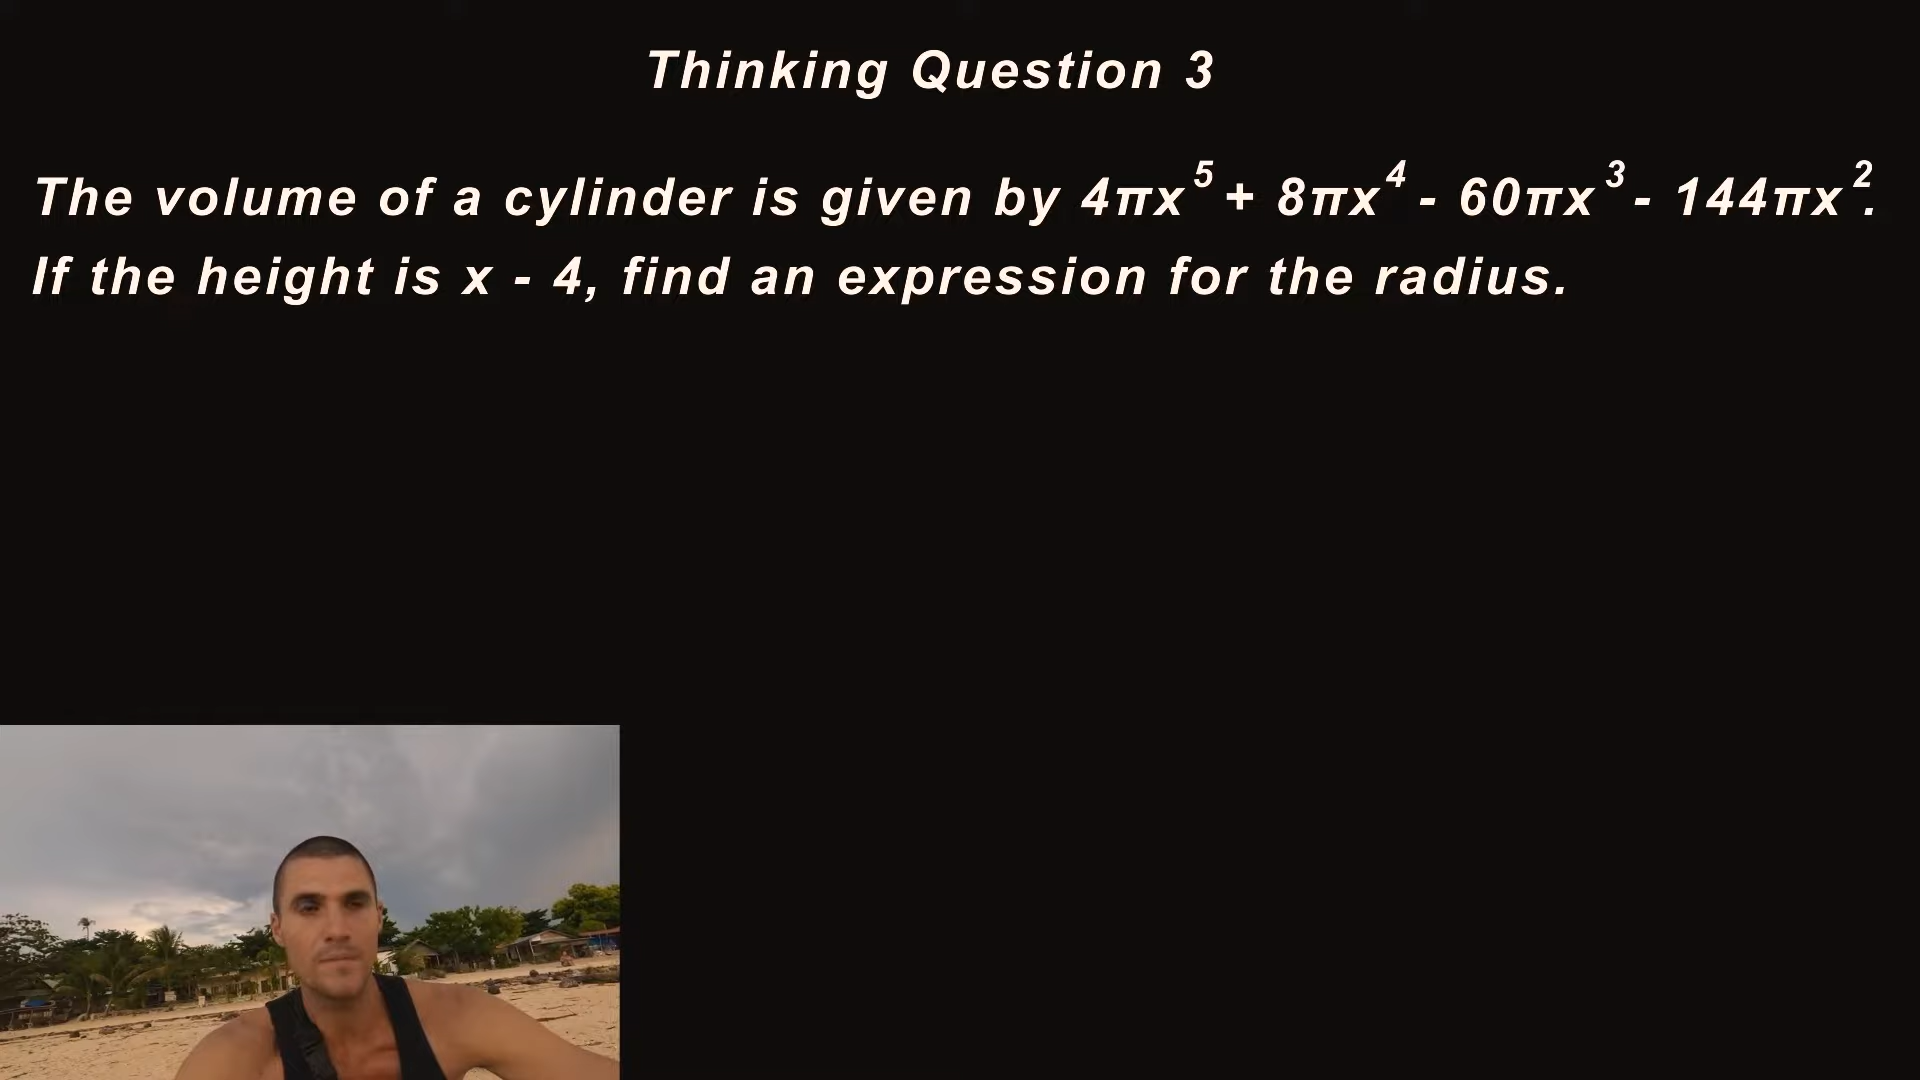 Thinking Question 3
The volume of a cylinder is given by 4πx⁵ + 8πx⁴ - 60πx³ - 144πx².
If the height is x - 4, find an expression for the radius.